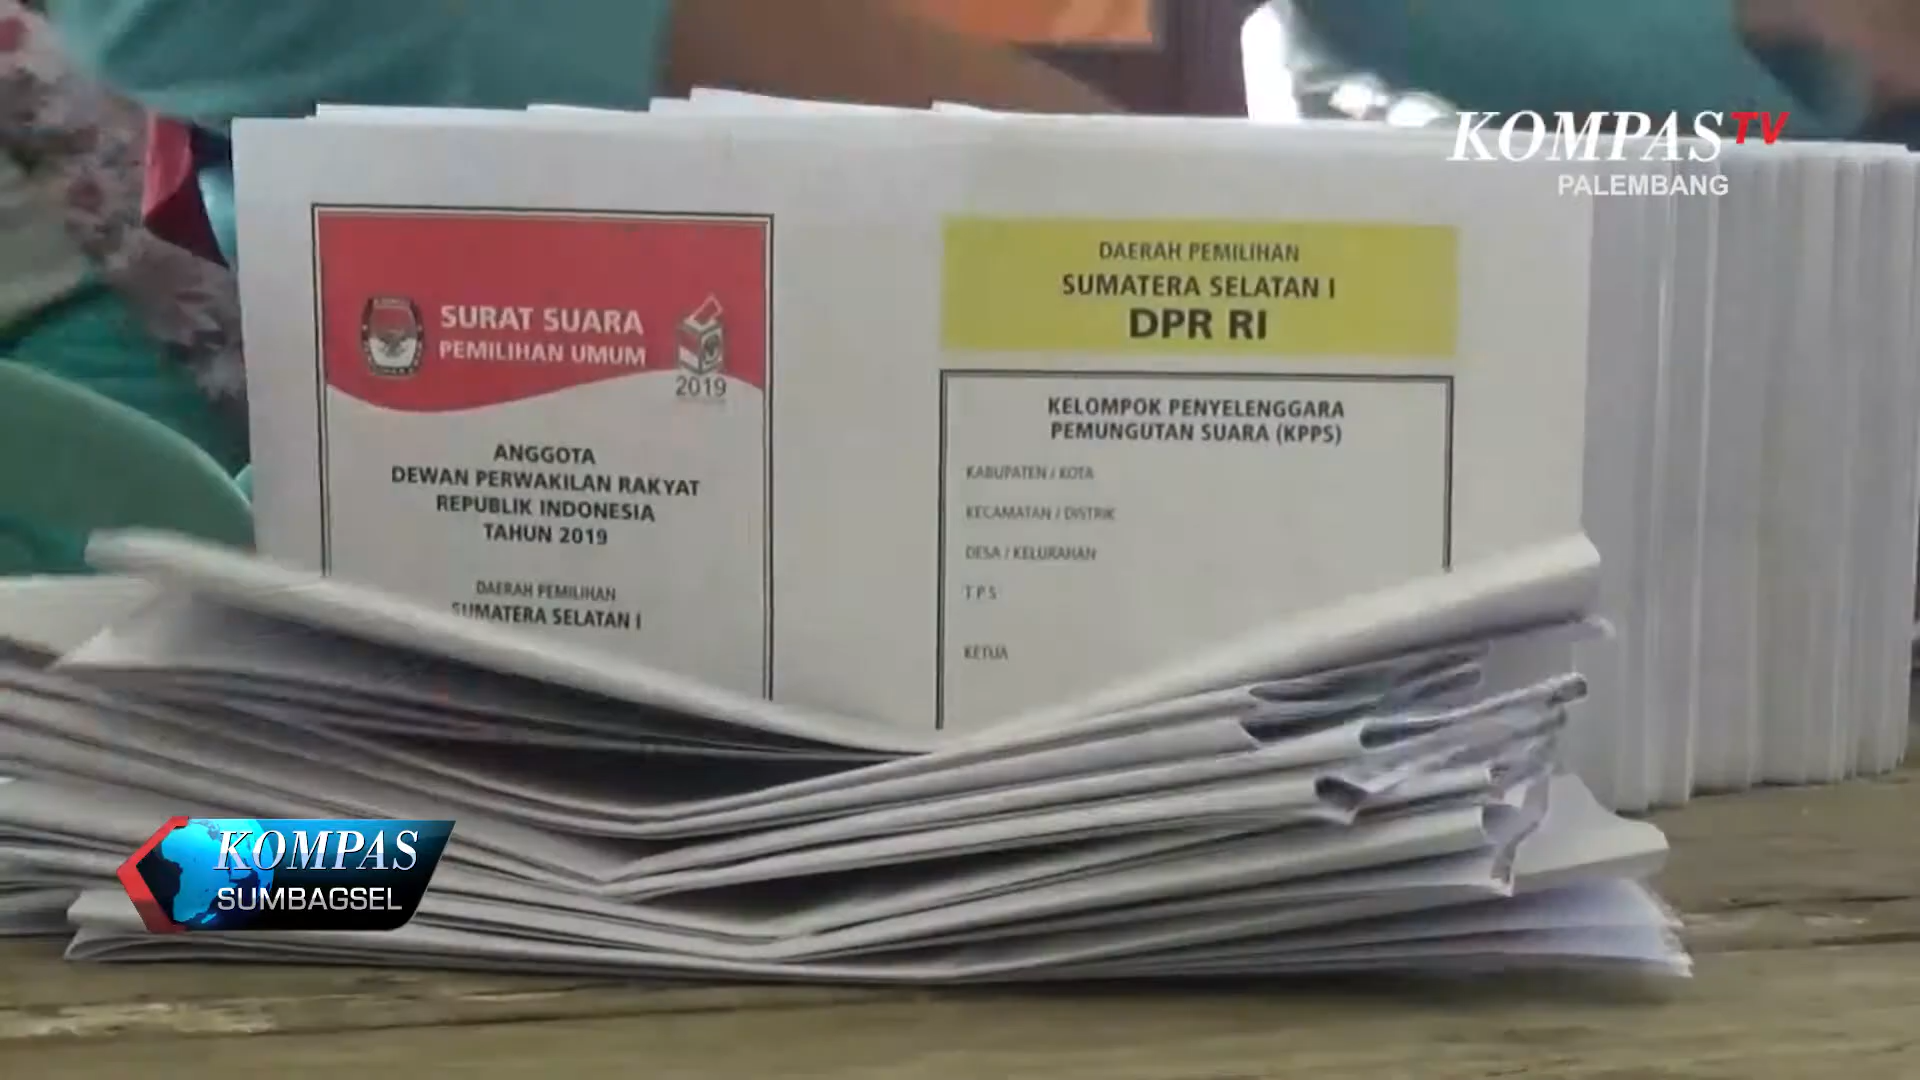 KOMPAS TV
PALEMBANG
SURAT SUARA
PEMILIHAN UMUM
2019
ANGGOTA
DEWAN PERWAKILAN RAKYAT
REPUBLIK INDONESIA
TAHUN 2019
DAERAH PEMILIHAN
SUMATERA SELATAN I
DAERAH PEMILIHAN
SUMATERA SELATAN I
DPR RI
KELOMPOK PENYELENGGARA
PEMUNGUTAN SUARA (KPPS)
KABUPATEN / KOTA
KECAMATAN / DISTRIK
DESA / KELURAHAN
T P S
KETUA
KOMPAS
SUMBAGSEL